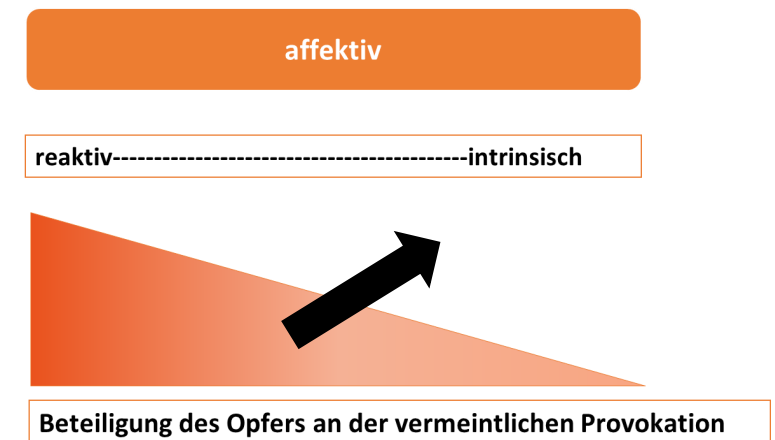 affektiv
reaktiv-------------------------------------------intrinsisch
Beteiligung des Opfers an der vermeintlichen Provokation